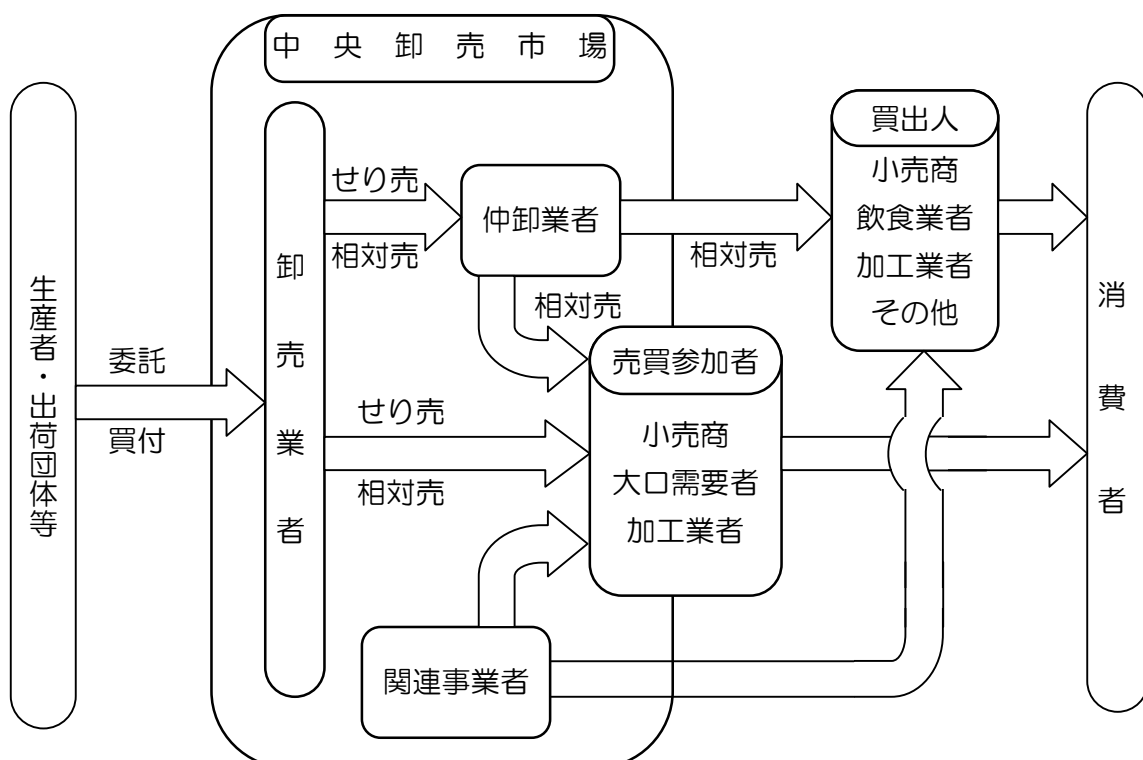 中央卸売市場
生産者・出荷団体等
委託
買付
卸売業者
せり売
相対売
仲卸業者
相対売
相対売
せり売
相対売
売買参加者
小売商
大口需要者
加工業者
関連事業者
買出人
小売商
飲食業者
加工業者
その他
消費者